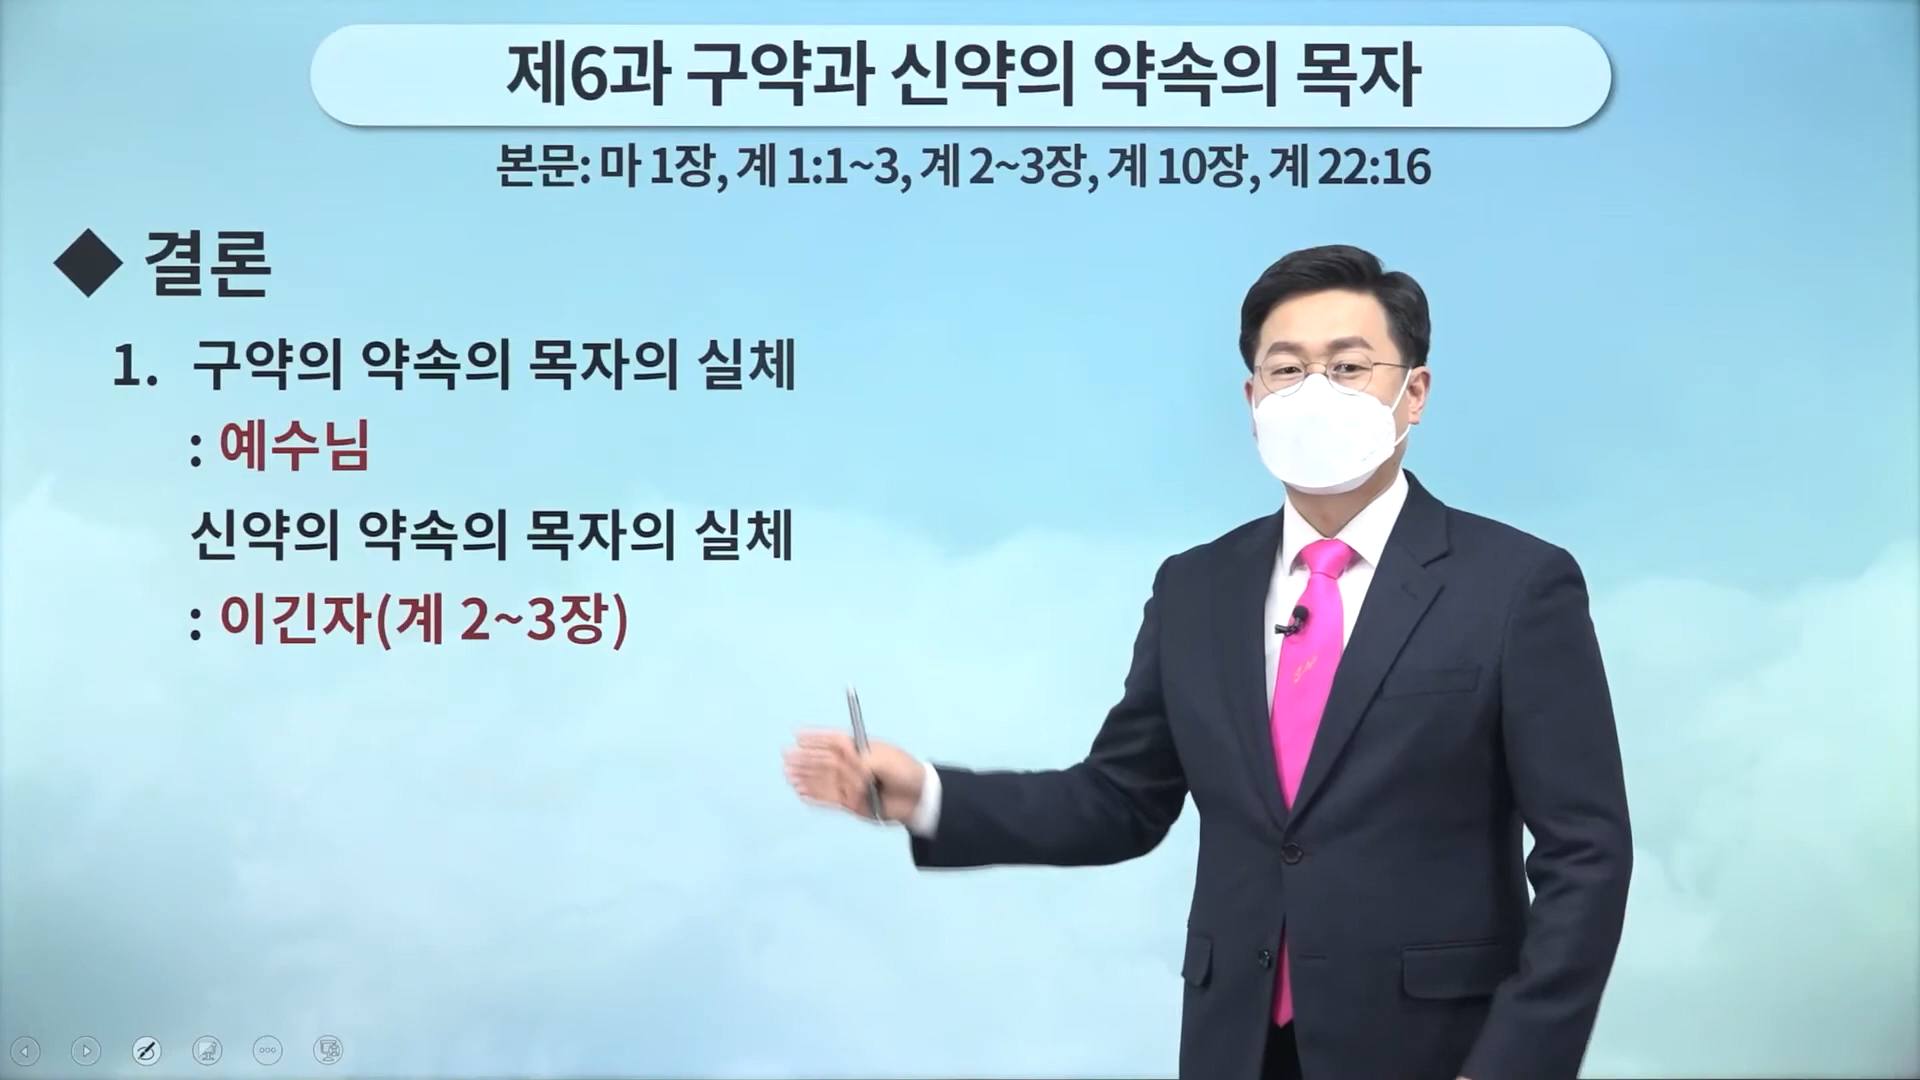 제6과 구약과 신약의 약속의 목자
본문: 마 1장, 계 1:1~3, 계 2~3장, 계 10장, 계 22:16
◆ 결론
1. 구약의 약속의 목자의 실체
: 예수님
신약의 약속의 목자의 실체
: 이긴자(계 2~3장)